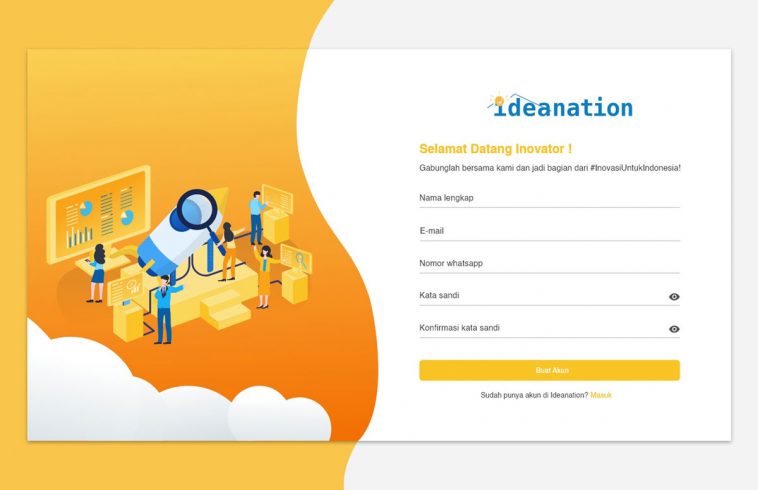 ideanation
Selamat Datang Inovator !
Gabunglah bersama kami dan jadi bagian dari #InovasiUntukIndonesia!
Nama lengkap
E-mail
Nomor whatsapp
Kata sandi
Konfirmasi kata sandi
Buat Akun
Sudah punya akun di Ideanation? Masuk